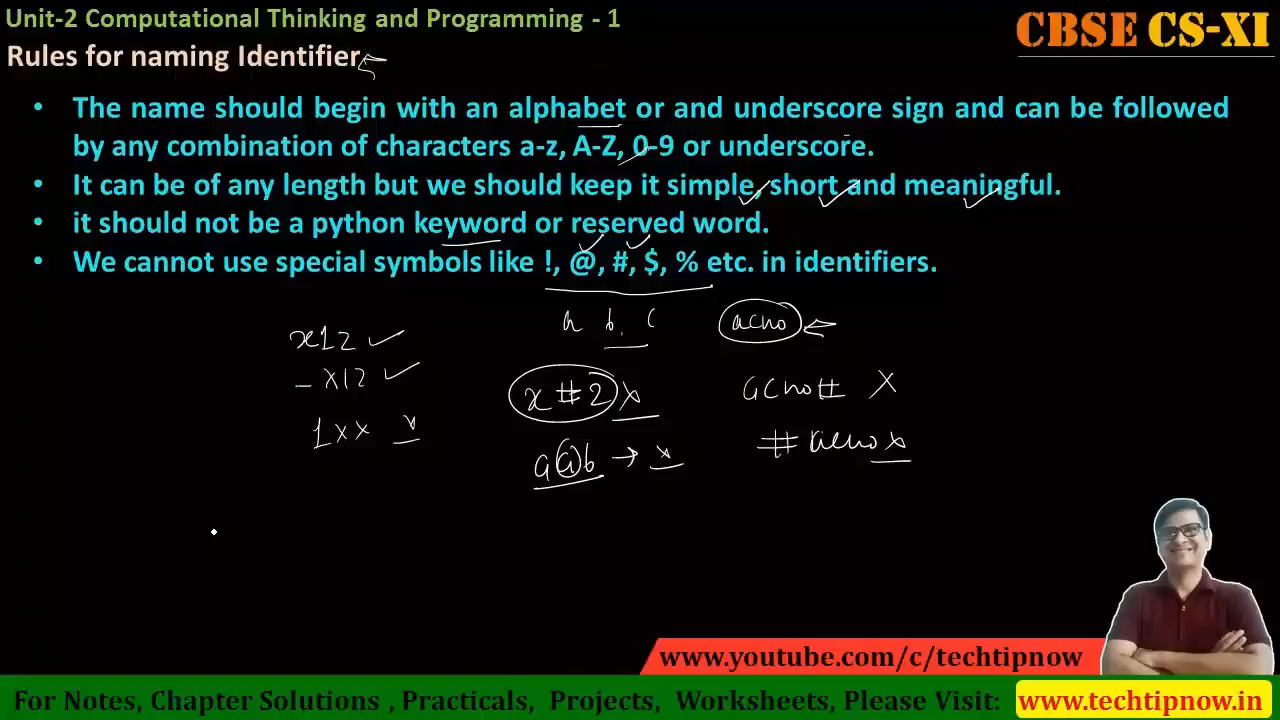 Unit-2 Computational Thinking and Programming - 1
CBSE CS-XI
Rules for naming Identifier
• The name should begin with an alphabet or and underscore sign and can be followed
by any combination of characters a-z, A-Z, 0-9 or underscore.
• It can be of any length but we should keep it simple, short and meaningful.
• it should not be a python keyword or reserved word.
• We cannot use special symbols like !, @, #, $, % etc. in identifiers.
a b, c
acno
x12 ✓
_x12 ✓
1xx x
x#2 x
a@b → x
acno# X
#acno x
www.youtube.com/c/techtipnow
For Notes, Chapter Solutions , Practicals, Projects, Worksheets, Please Visit: www.techtipnow.in